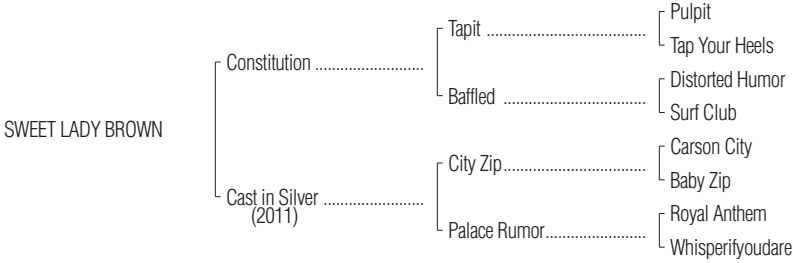 Pulpit
Tapit ....................................
Tap Your Heels
Constitution .........................
Distorted Humor
Baffled ................................
Surf Club
SWEET LADY BROWN
Carson City
City Zip................................
Baby Zip
Cast in Silver .......................
(2011)
Royal Anthem
Palace Rumor......................
Whisperifyoudare